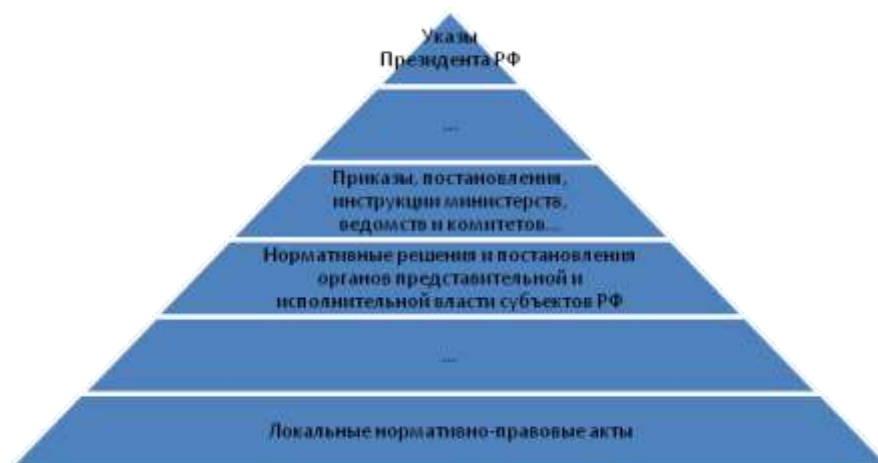 Указы
Президента РФ
...
Приказы, постановления,
инструкции министерств,
ведомств и комитетов...
Нормативные решения и постановления
органов представительной и
исполнительной власти субъектов РФ
...
Локальные нормативно-правовые акты